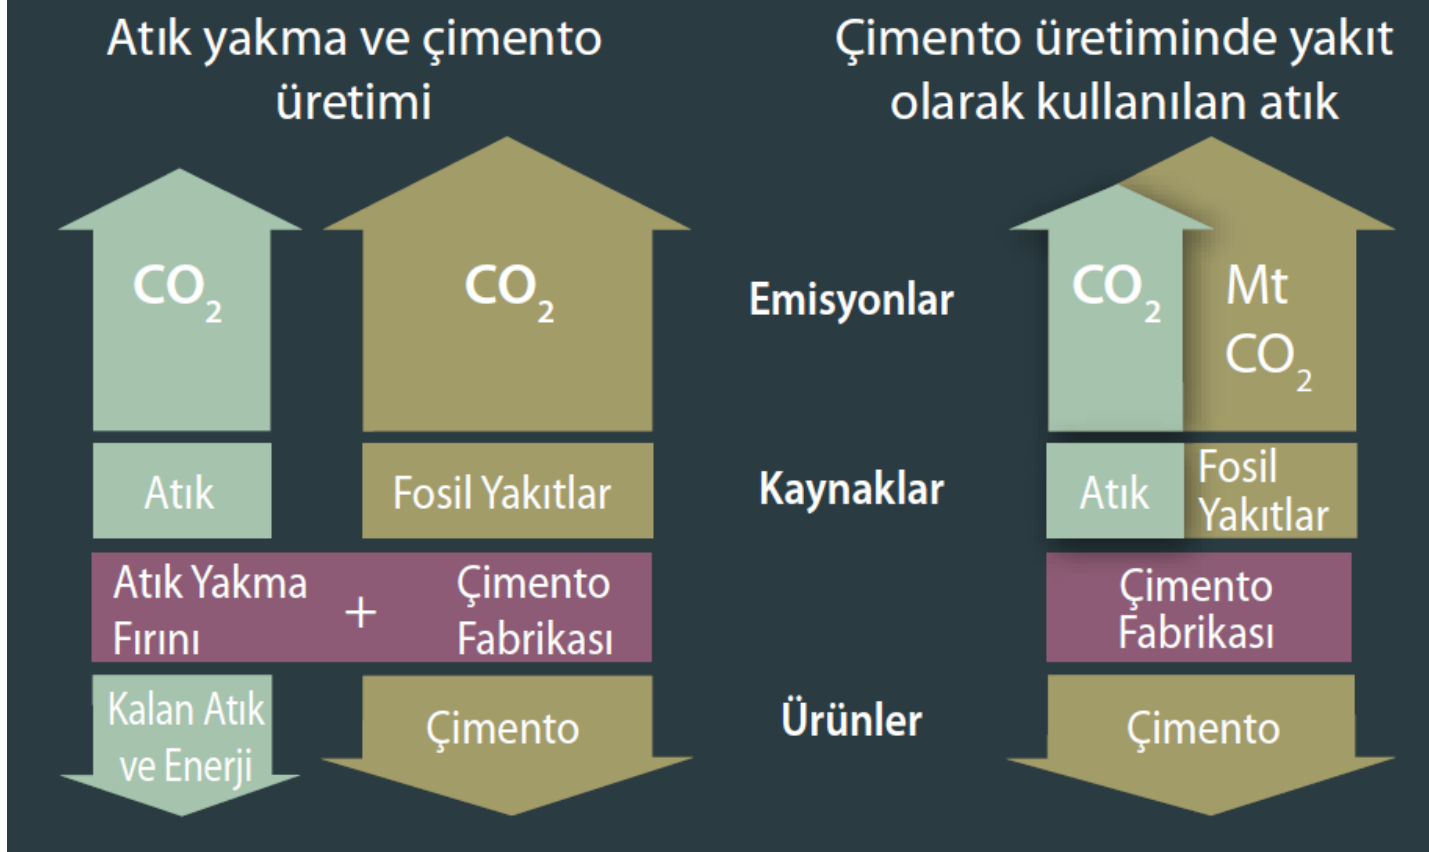 Atık yakma ve çimento
üretimi
Çimento üretiminde yakıt
olarak kullanılan atık
CO₂
CO₂
Emisyonlar
CO₂
Mt
CO₂
Atık
Fosil Yakıtlar
Kaynaklar
Atık
Fosil
Yakıtlar
Atık Yakma
Fırını
+
Çimento
Fabrikası
Çimento
Fabrikası
Kalan Atık
ve Enerji
Çimento
Ürünler
Çimento